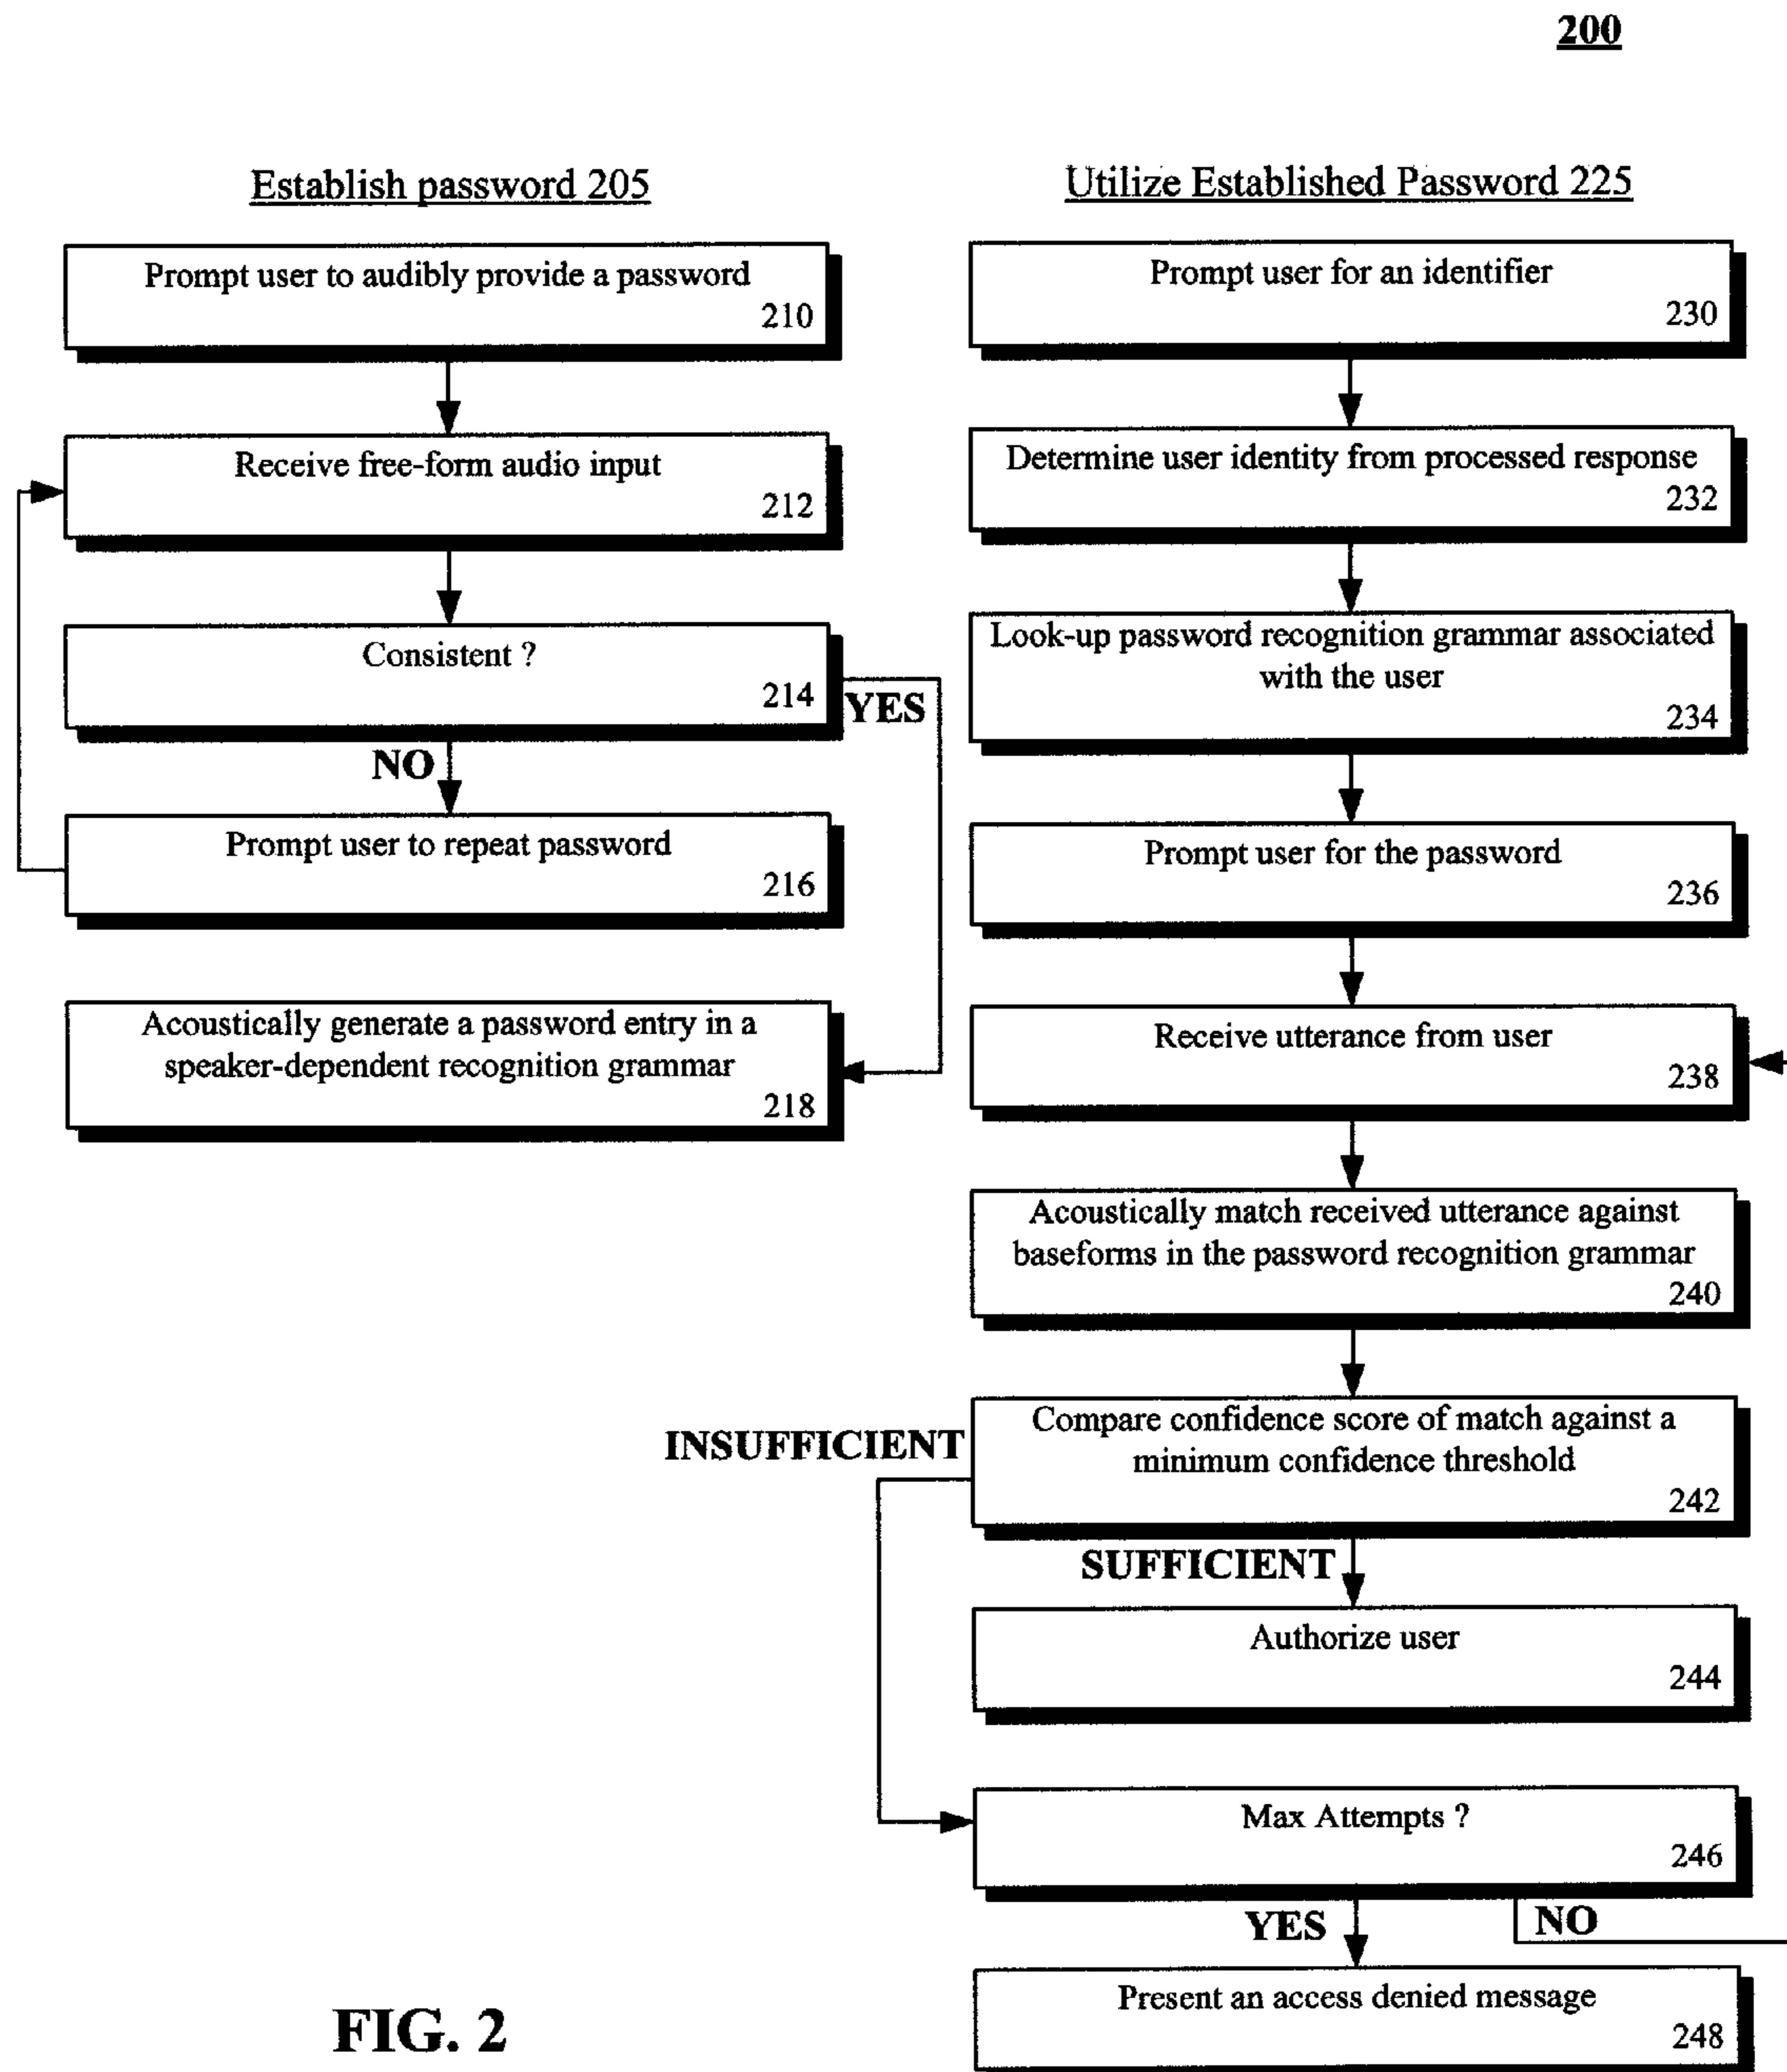 200
Establish password 205
Prompt user to audibly provide a password
210
Receive free-form audio input
212
Consistent ?
214
YES
NO
Prompt user to repeat password
216
Acoustically generate a password entry in a
speaker-dependent recognition grammar
218
Utilize Established Password 225
Prompt user for an identifier
230
Determine user identity from processed response
232
Look-up password recognition grammar associated
with the user
234
Prompt user for the password
236
Receive utterance from user
238
Acoustically match received utterance against
baseforms in the password recognition grammar
240
Compare confidence score of match against a
minimum confidence threshold
242
INSUFFICIENT
SUFFICIENT
Authorize user
244
Max Attempts ?
246
YES
NO
Present an access denied message
248
FIG. 2